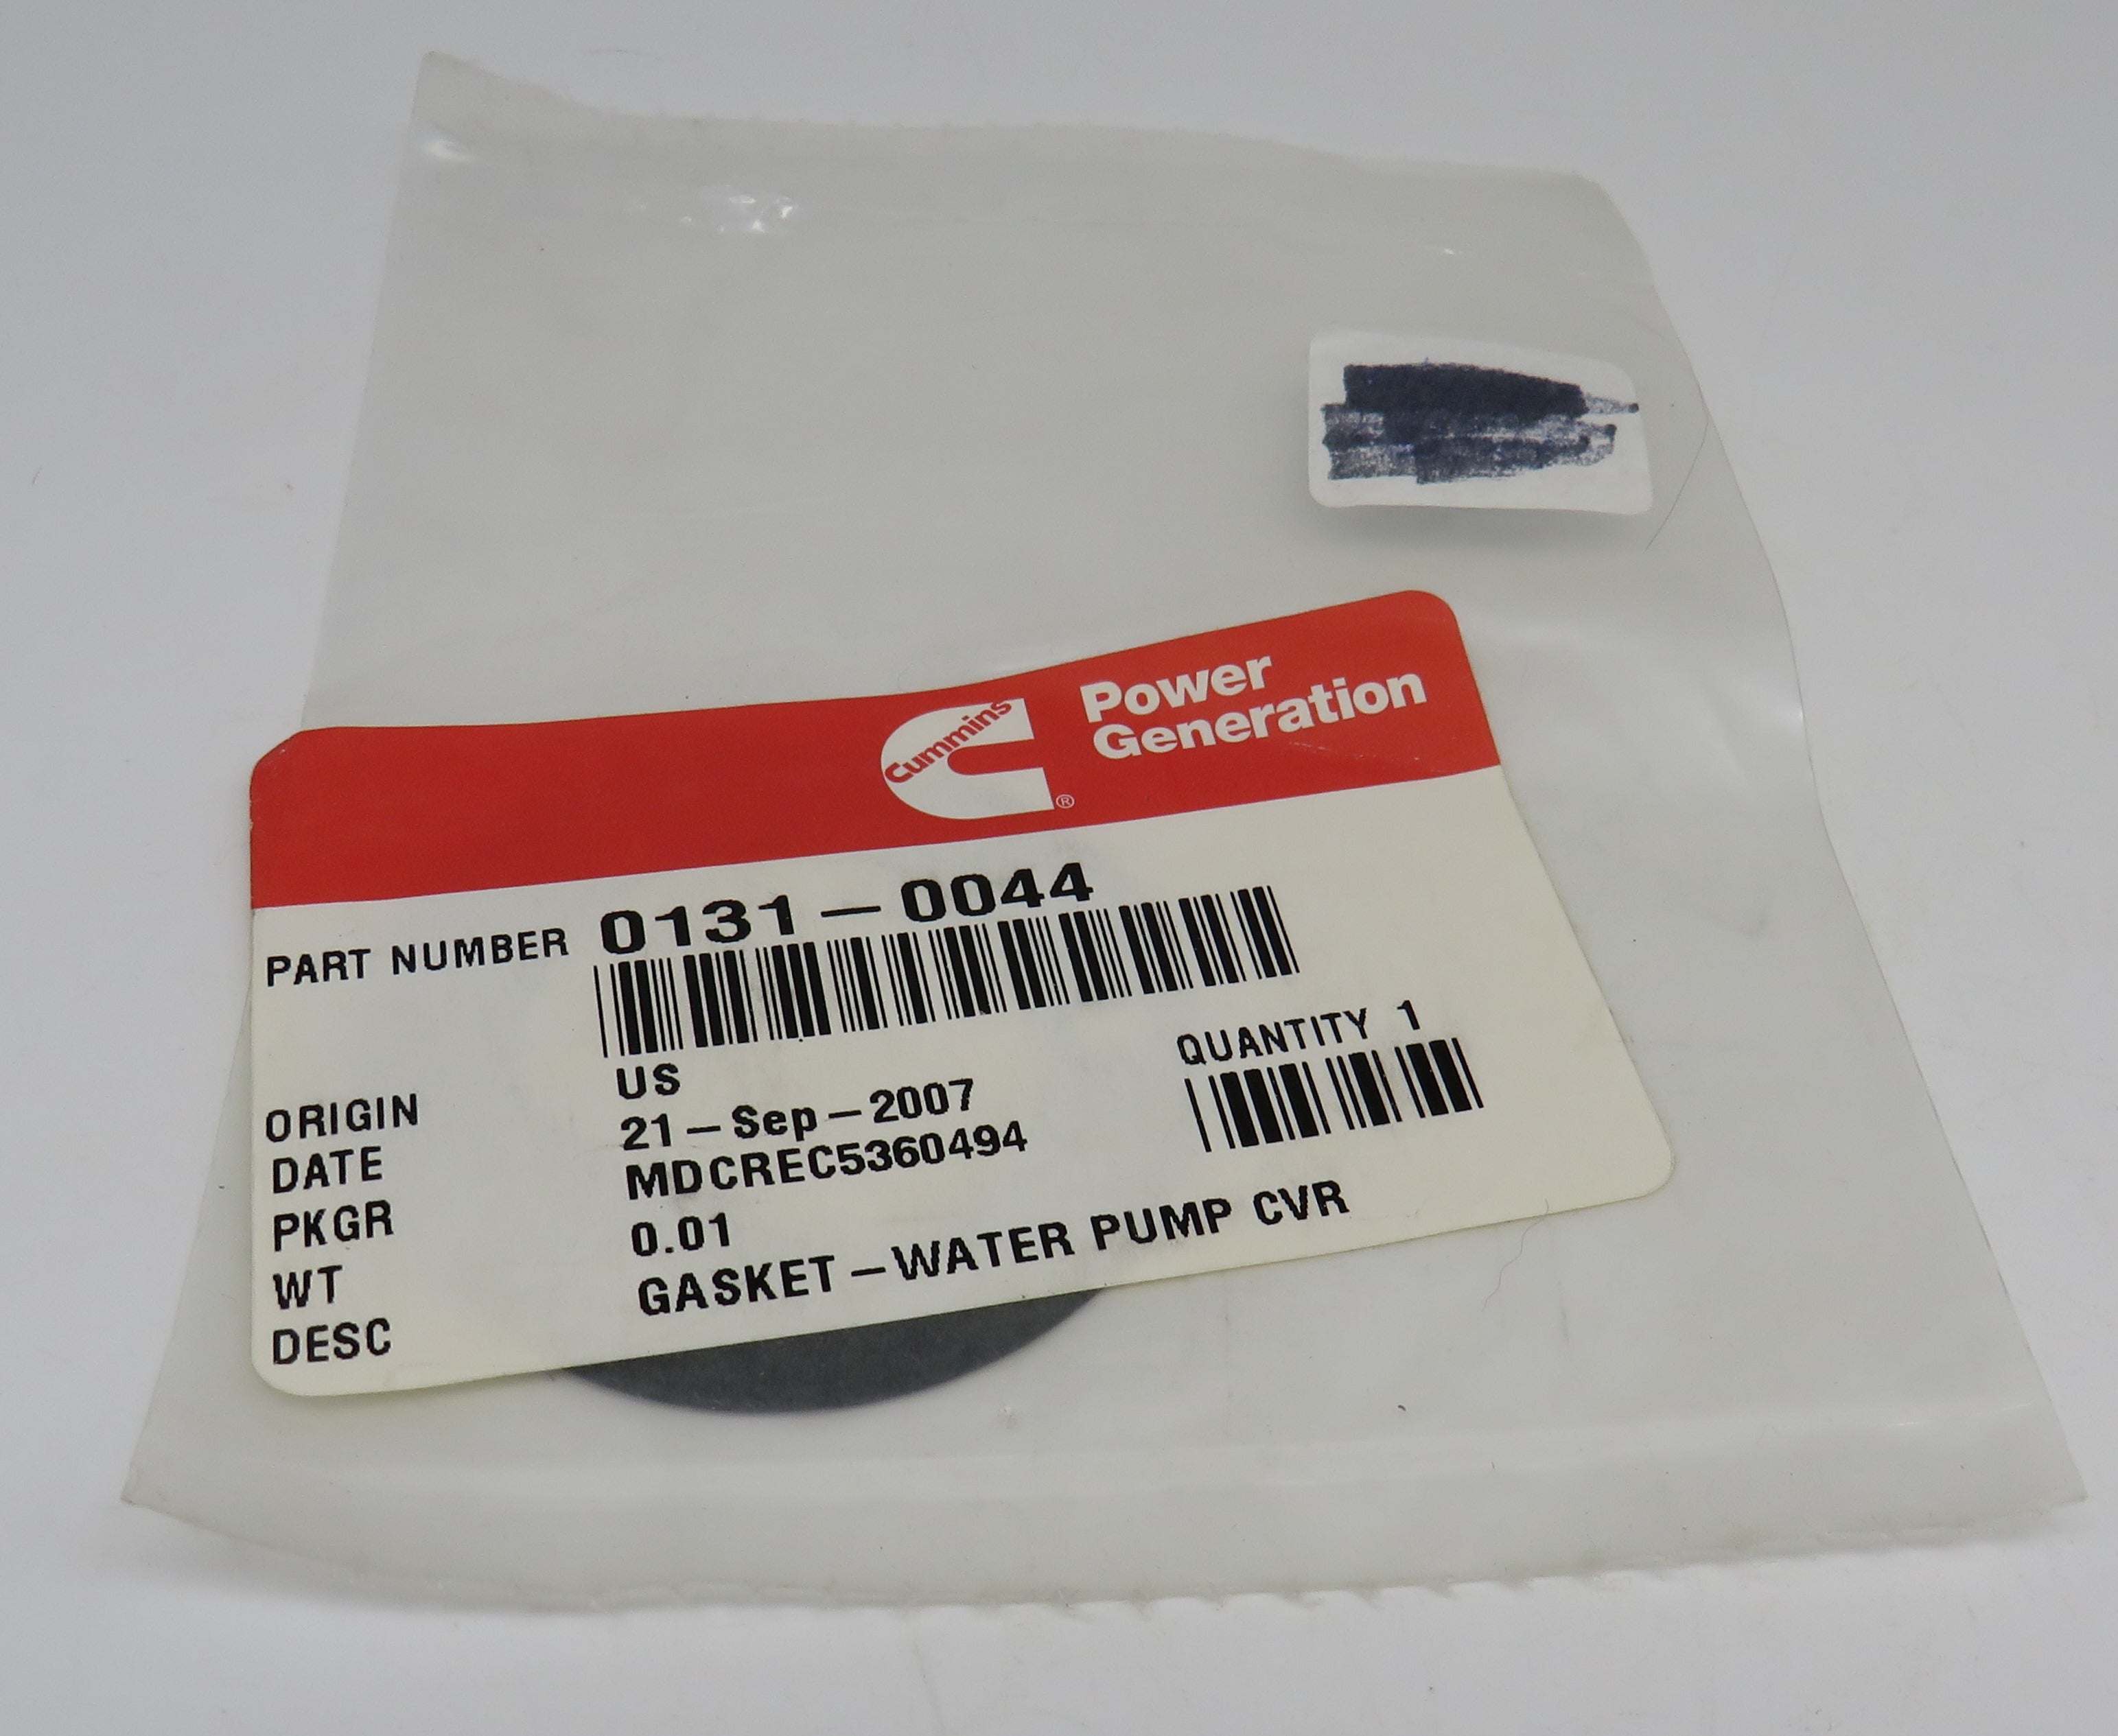 Cummins
®
Power
Generation
PART NUMBER 0131-0044
QUANTITY 1
ORIGIN US
DATE 21-Sep-2007
PKGR MDCREC5360494
WT 0.01
DESC GASKET-WATER PUMP CVR